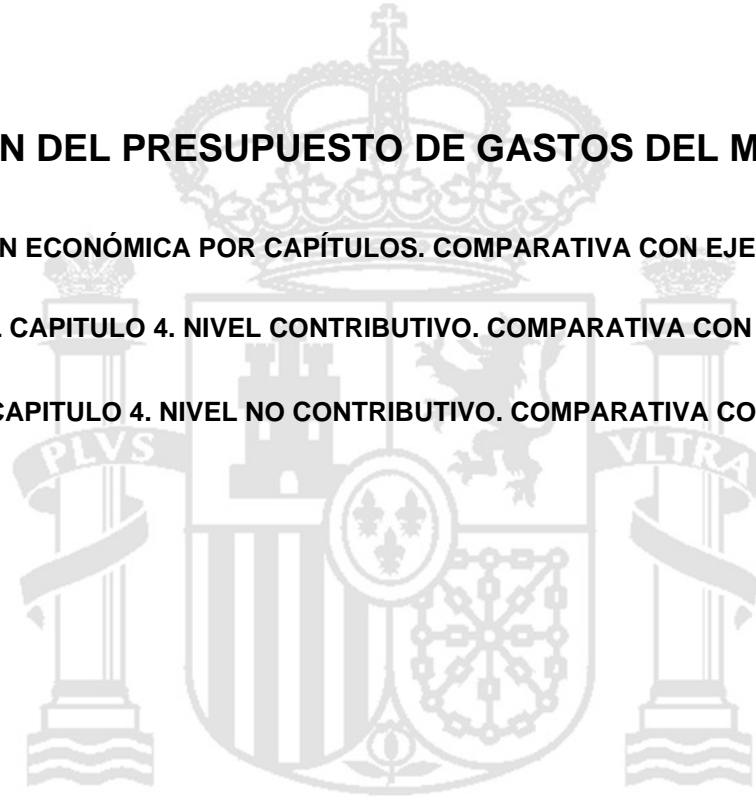 N DEL PRESUPUESTO DE GASTOS DEL M
N ECONÓMICA POR CAPÍTULOS. COMPARATIVA CON EJE
CAPITULO 4. NIVEL CONTRIBUTIVO. COMPARATIVA CON
CAPITULO 4. NIVEL NO CONTRIBUTIVO. COMPARATIVA CO
PLVS VLTRA